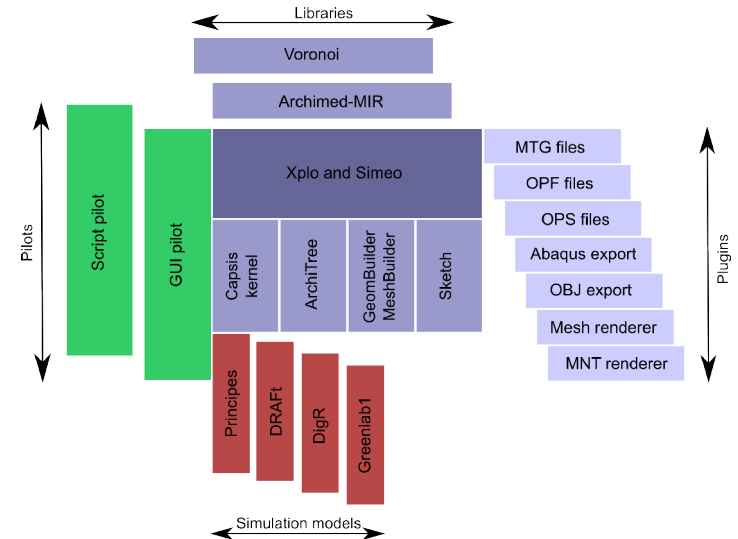 Libraries
Voronoi
Archimed-MIR
Xplo and Simeo
Pilots
Script pilot
GUI pilot
Capsis
kernel
ArchiTree
GeomBuilder
MeshBuilder
Sketch
MTG files
OPF files
OPS files
Abaqus export
OBJ export
Mesh renderer
MNT renderer
Plugins
Principes
DRAFt
DigR
Greenlab1
Simulation models